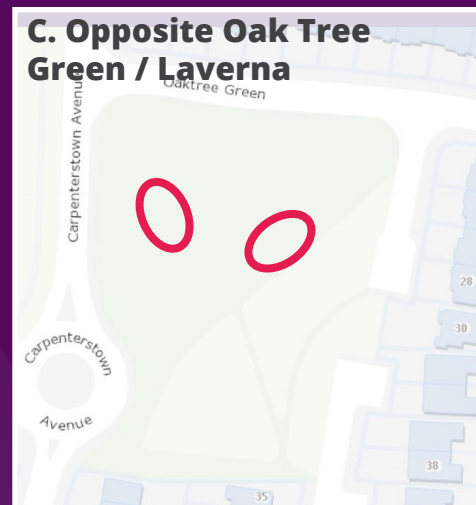 C. Opposite Oak Tree
Green / Laverna
Oaktree Green
Carpenterstown Avenue
Carpenterstown
Avenue
28
30
38
35